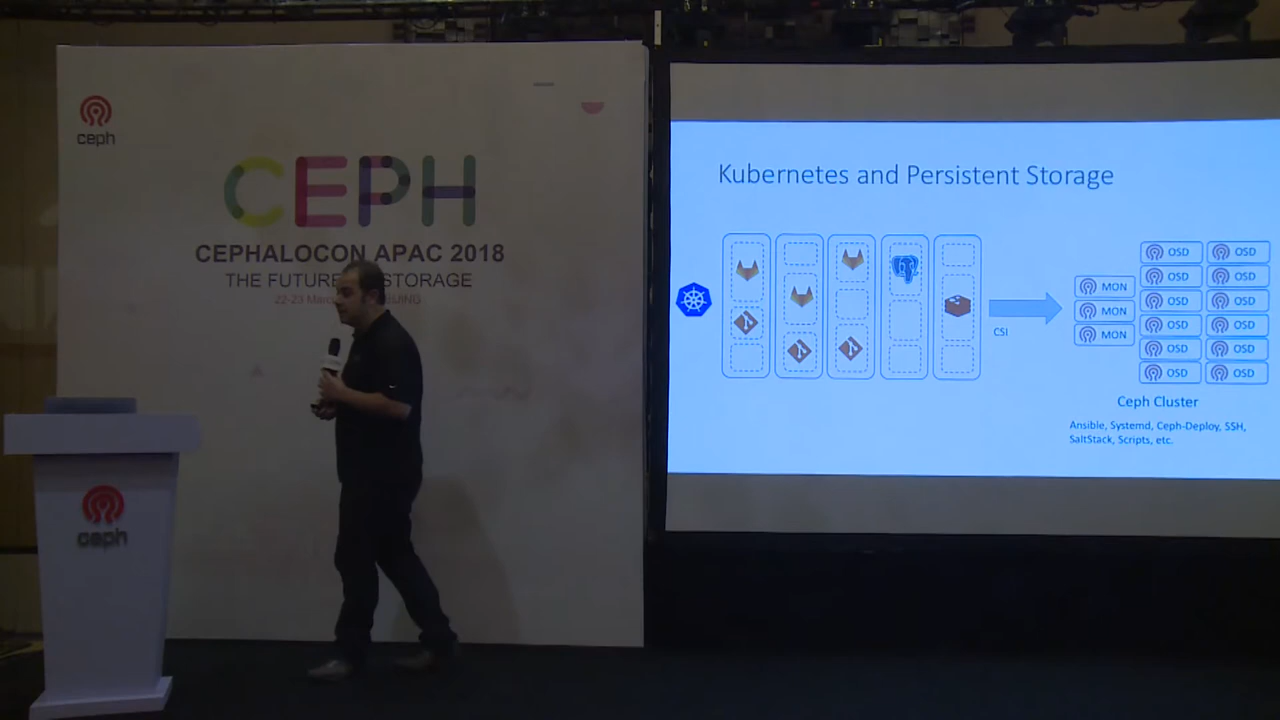 ceph
CEPH
CEPHALOCON APAC 2018
THE FUTURE STORAGE
22-23
ceph
Kubernetes and Persistent Storage
CSI
MON
MON
MON
OSD OSD
OSD OSD
OSD OSD
OSD OSD
OSD OSD
OSD OSD
Ceph Cluster
Ansible, Systemd, Ceph-Deploy, SSH,
SaltStack, Scripts, etc.